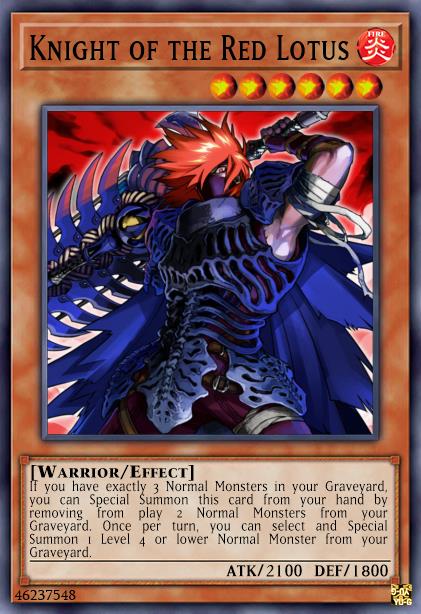 Knight of the Red Lotus
FIRE
炎
[Warrior/Effect]
If you have exactly 3 Normal Monsters in your Graveyard,
you can Special Summon this card from your hand by
removing from play 2 Normal Monsters from your
Graveyard. Once per turn, you can select and Special
Summon 1 Level 4 or lower Normal Monster from your
Graveyard.
ATK/2100 DEF/1800
46237548